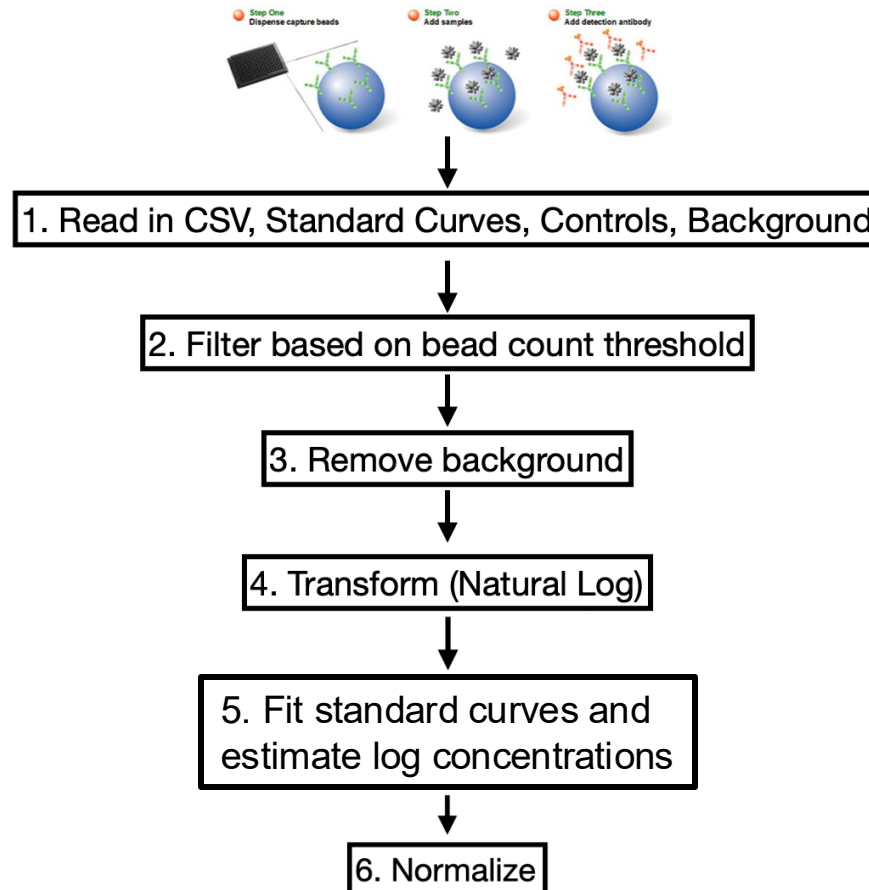 Step One
Dispense capture beads
Step Two
Add samples
Step Three
Add detection antibody
1. Read in CSV, Standard Curves, Controls, Background
2. Filter based on bead count threshold
3. Remove background
4. Transform (Natural Log)
5. Fit standard curves and
estimate log concentrations
6. Normalize